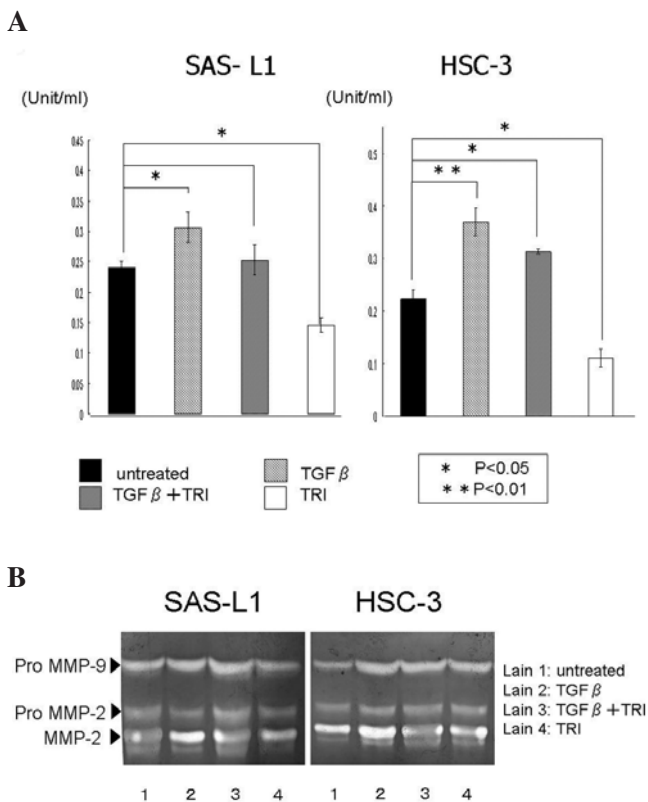 A
SAS- L1 HSC-3
(Unit/ml) (Unit/ml)
* *
* *
* *
*
0.45
0.4
0.35
0.3
0.25
0.2
0.15
0.1
0.05
0
0.5
0.4
0.3
0.2
0.1
0
untreated TGF β
TGF β +TRI TRI
* P<0.05
* * P<0.01
B
SAS-L1 HSC-3
Pro MMP-9
Pro MMP-2
MMP-2
Lain 1: untreated
Lain 2: TGF β
Lain 3: TGF β +TRI
Lain 4: TRI
1 2 3 4 1 2 3 4